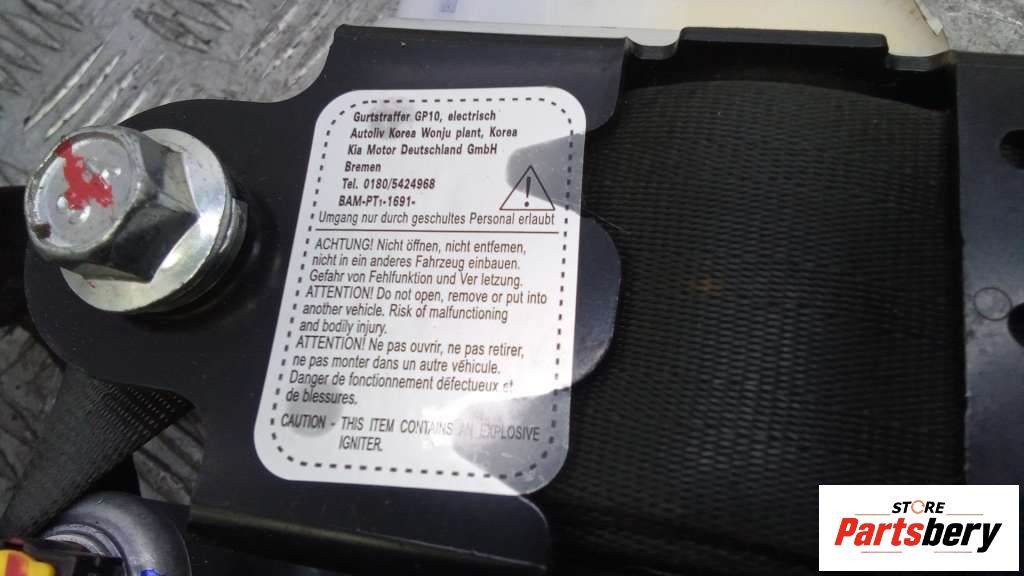 Gurtstraffer GP10, electrisch
Autoliv Korea Wonju plant, Korea
Kia Motor Deutschland GmbH
Bremen
Tel. 0180/5424968
BAM-PT1-1691-
Umgang nur durch geschultes Personal erlaubt
ACHTUNG! Nicht öffnen, nicht entfemen,
nicht in ein anderes Fahrzeug einbauen.
Gefahr von Fehlfunktion und Ver letzung.
ATTENTION! Do not open, remove or put into
another vehicle. Risk of malfunctioning
and bodily injury.
ATTENTION! Ne pas ouvrir, ne pas retirer,
ne pas monter dans un autre véhicule.
Danger de fonctionnement défectueux et
de blessures.
CAUTION - THIS ITEM CONTAINS AN EXPLOSIVE
IGNITER.
STORE
Partsbery